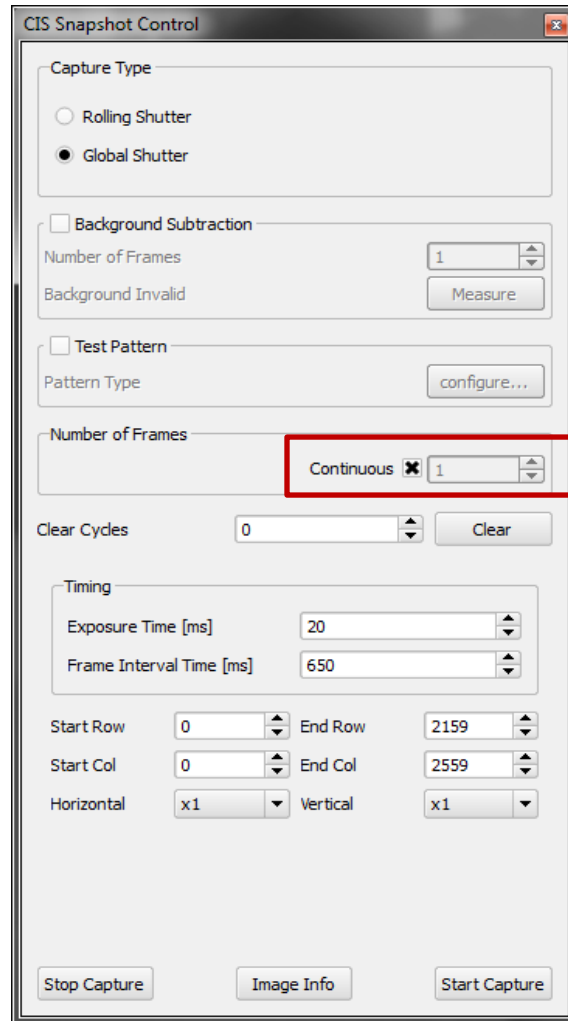 CIS Snapshot Control
Capture Type
Rolling Shutter
Global Shutter
Background Subtraction
Number of Frames 1
Background Invalid Measure
Test Pattern
Pattern Type configure...
Number of Frames
Continuous 1
Clear Cycles 0 Clear
Timing
Exposure Time [ms] 20
Frame Interval Time [ms] 650
Start Row 0 End Row 2159
Start Col 0 End Col 2559
Horizontal x1 Vertical x1
Stop Capture Image Info Start Capture